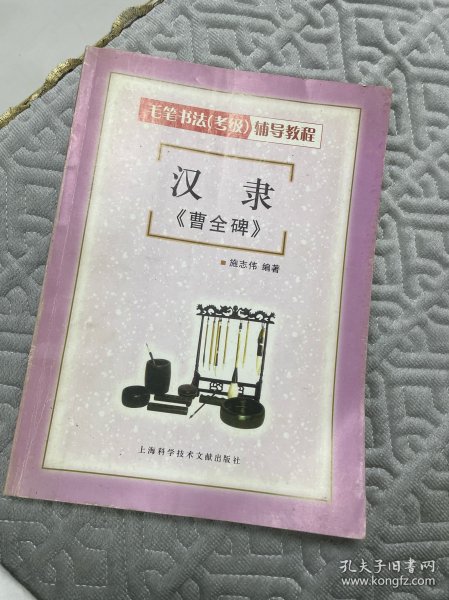 毛笔书法(考级)辅导教程
汉 隶
《曹全碑》
■ 施志伟 编著
上海科学技术文献出版社
孔夫子旧书网
www.kongfz.com